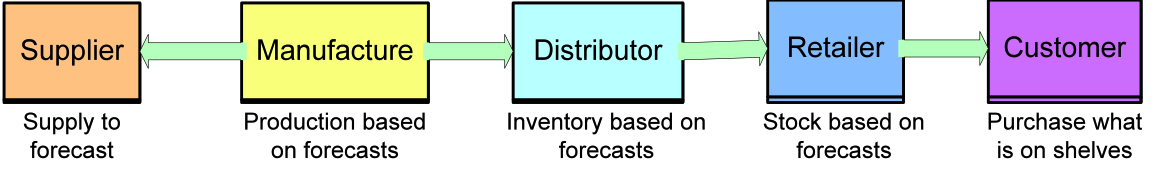 Supplier
Manufacture
Distributor
Retailer
Customer
Supply to
forecast
Production based
on forecasts
Inventory based on
forecasts
Stock based on
forecasts
Purchase what
is on shelves